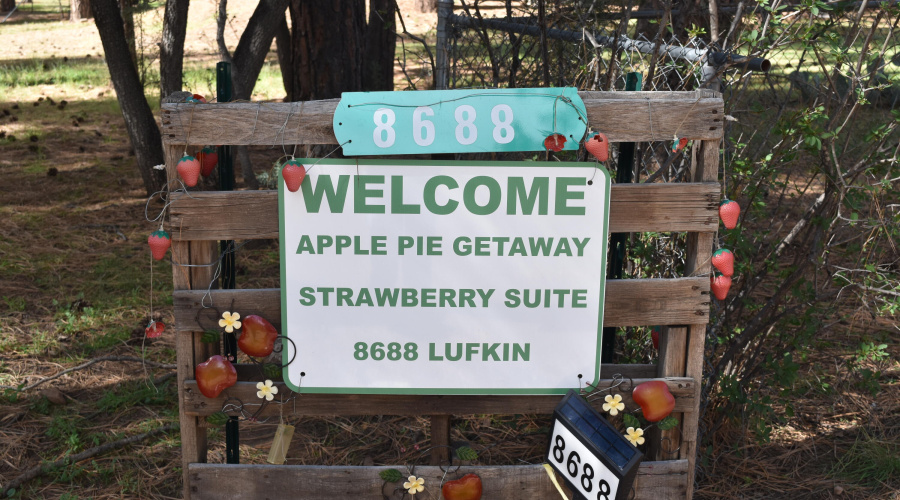 8688
WELCOME
APPLE PIE GETAWAY
STRAWBERRY SUITE
8688 LUFKIN
8688